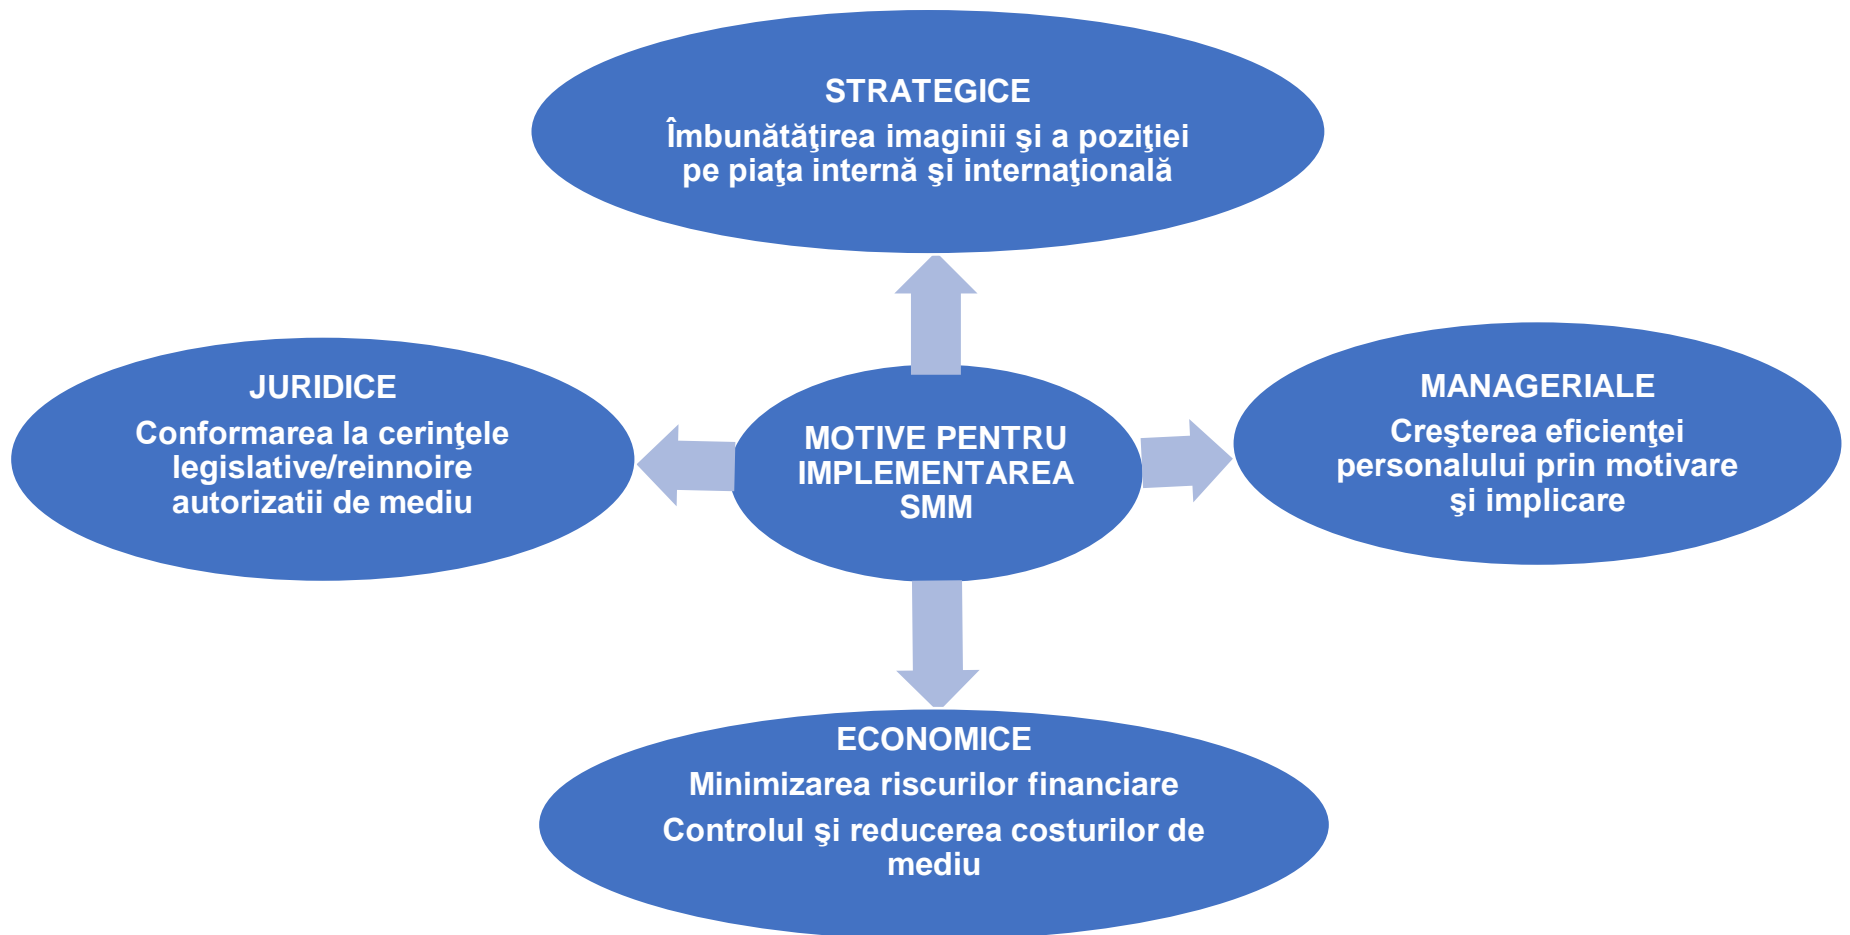 STRATEGICE
Îmbunătăţirea imaginii şi a poziţiei
pe piaţa internă şi internaţională
JURIDICE
Conformarea la cerinţele
legislative/reinnoire
autorizatii de mediu
MOTIVE PENTRU
IMPLEMENTAREA
SMM
MANAGERIALE
Creşterea eficienţei
personalului prin motivare
şi implicare
ECONOMICE
Minimizarea riscurilor financiare
Controlul şi reducerea costurilor de
mediu